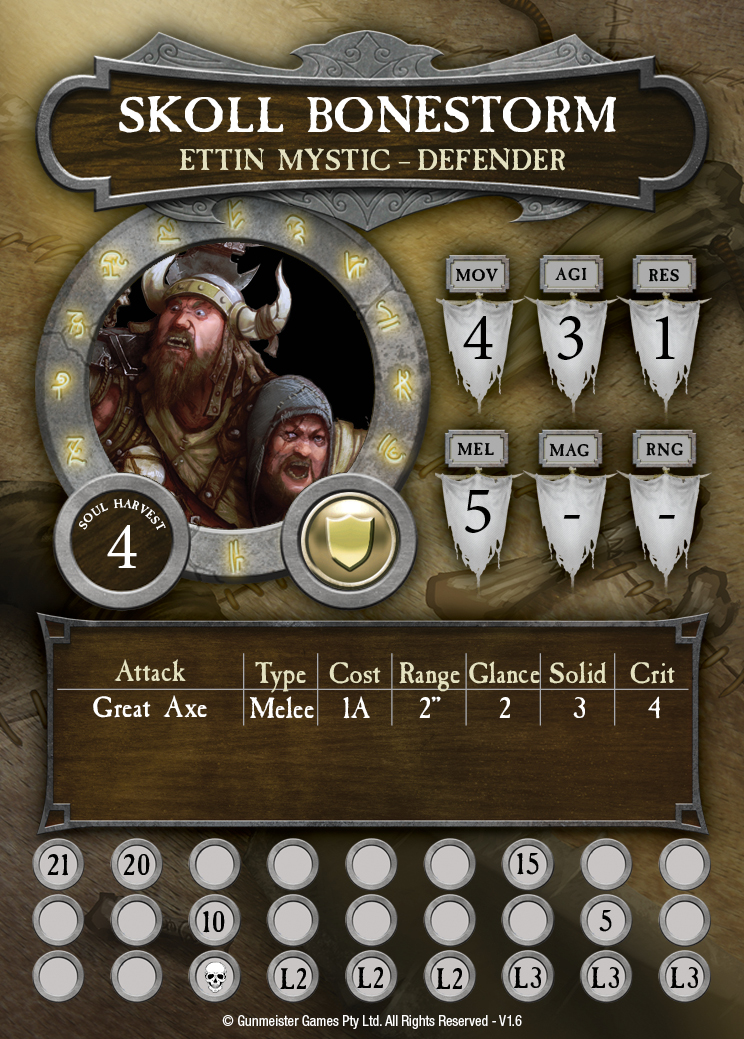 SKOLL BONESTORM
ETTIN MYSTIC – DEFENDER
MOV AGI RES
4 3 1
MEL MAG RNG
5 - -
SOUL HARVEST
4
Attack Type Cost Range Glance Solid Crit
Great Axe Melee 1A 2” 2 3 4
21 20 15
10 5
L2 L2 L2 L3 L3 L3
© Gunmeister Games Pty Ltd. All Rights Reserved - V1.6